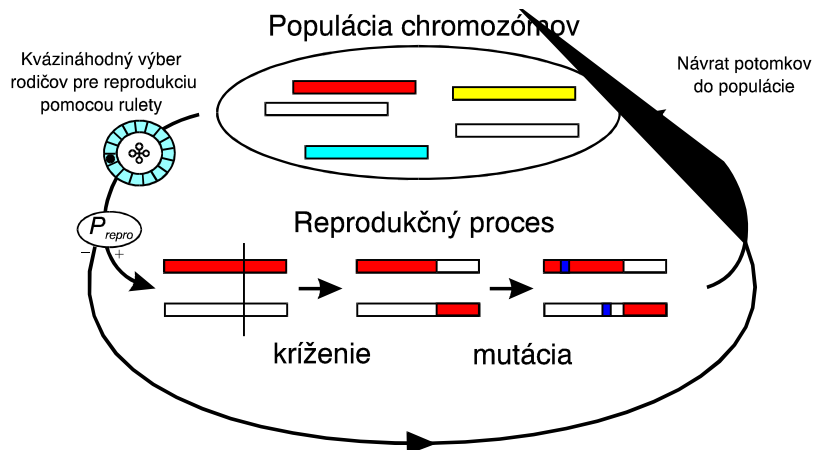 Populácia chromozómov
Kvázináhodný výber
rodičov pre reprodukciu
pomocou rulety
Návrat potomkov
do populácie
Reprodukčný proces
P repro
− +
kríženie
mutácia